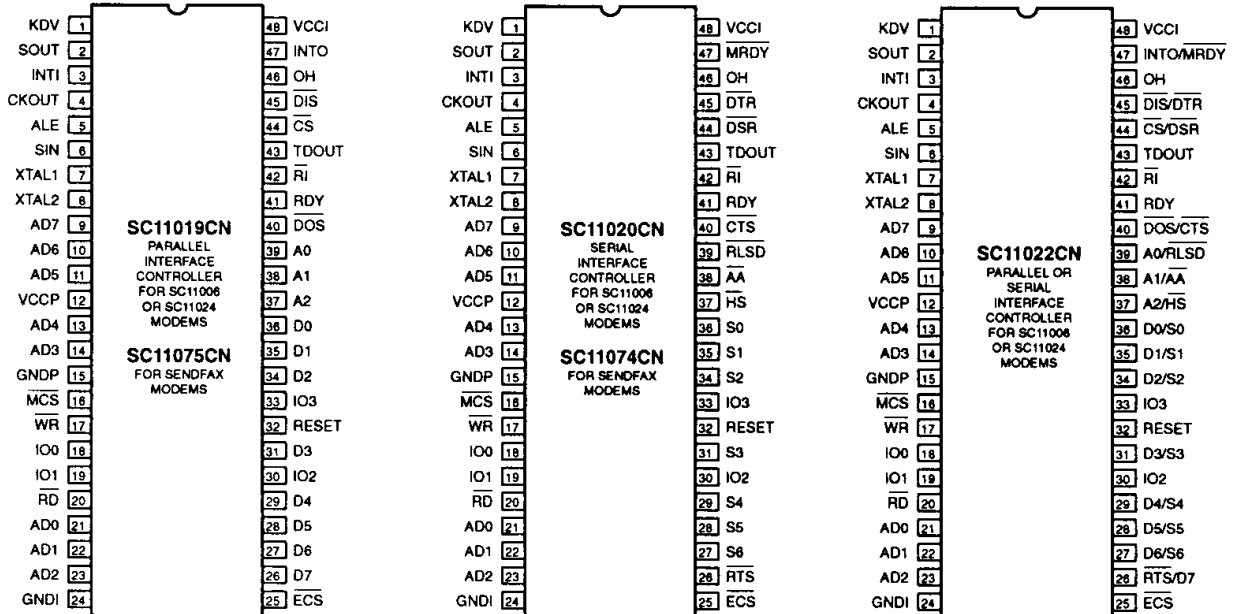 KDV 1 48 VCCI
SOUT 2 47 INTO
INTI 3 46 OH
CKOUT 4 45 DIS
ALE 5 44 CS
SIN 6 43 TDOUT
XTAL1 7 42 RI
XTAL2 8 41 RDY
AD7 9 40 DOS
AD6 10 39 A0
AD5 11 38 A1
VCCP 12 37 A2
AD4 13 36 D0
AD3 14 35 D1
GNDP 15 34 D2
MCS 16 33 IO3
WR 17 32 RESET
IO0 18 31 D3
IO1 19 30 IO2
RD 20 29 D4
AD0 21 28 D5
AD1 22 27 D6
AD2 23 26 D7
GNDI 24 25 ECS
SC11019CN
PARALLEL
INTERFACE
CONTROLLER
FOR SC11006
OR SC11024
MODEMS
SC11075CN
FOR SENDFAX
MODEMS
KDV 1 48 VCCI
SOUT 2 47 MRDY
INTI 3 46 OH
CKOUT 4 45 DTR
ALE 5 44 DSR
SIN 6 43 TDOUT
XTAL1 7 42 RI
XTAL2 8 41 RDY
AD7 9 40 CTS
AD6 10 39 RLSD
AD5 11 38 AA
VCCP 12 37 HS
AD4 13 36 S0
AD3 14 35 S1
GNDP 15 34 S2
MCS 16 33 IO3
WR 17 32 RESET
IO0 18 31 S3
IO1 19 30 IO2
RD 20 29 S4
AD0 21 28 S5
AD1 22 27 S6
AD2 23 26 RTS
GNDI 24 25 ECS
SC11020CN
SERIAL
INTERFACE
CONTROLLER
FOR SC11006
OR SC11024
MODEMS
SC11074CN
FOR SENDFAX
MODEMS
KDV 1 48 VCCI
SOUT 2 47 INTO/MRDY
INTI 3 46 OH
CKOUT 4 45 DIS/DTR
ALE 5 44 CS/DSR
SIN 6 43 TDOUT
XTAL1 7 42 RI
XTAL2 8 41 RDY
AD7 9 40 DOS/CTS
AD6 10 39 A0/RLSD
AD5 11 38 A1/AA
VCCP 12 37 A2/HS
AD4 13 36 D0/S0
AD3 14 35 D1/S1
GNDP 15 34 D2/S2
MCS 16 33 IO3
WR 17 32 RESET
IO0 18 31 D3/S3
IO1 19 30 IO2
RD 20 29 D4/S4
AD0 21 28 D5/S5
AD1 22 27 D6/S6
AD2 23 26 RTS/D7
GNDI 24 25 ECS
SC11022CN
PARALLEL OR
SERIAL
INTERFACE
CONTROLLER
FOR SC11006
OR SC11024
MODEMS